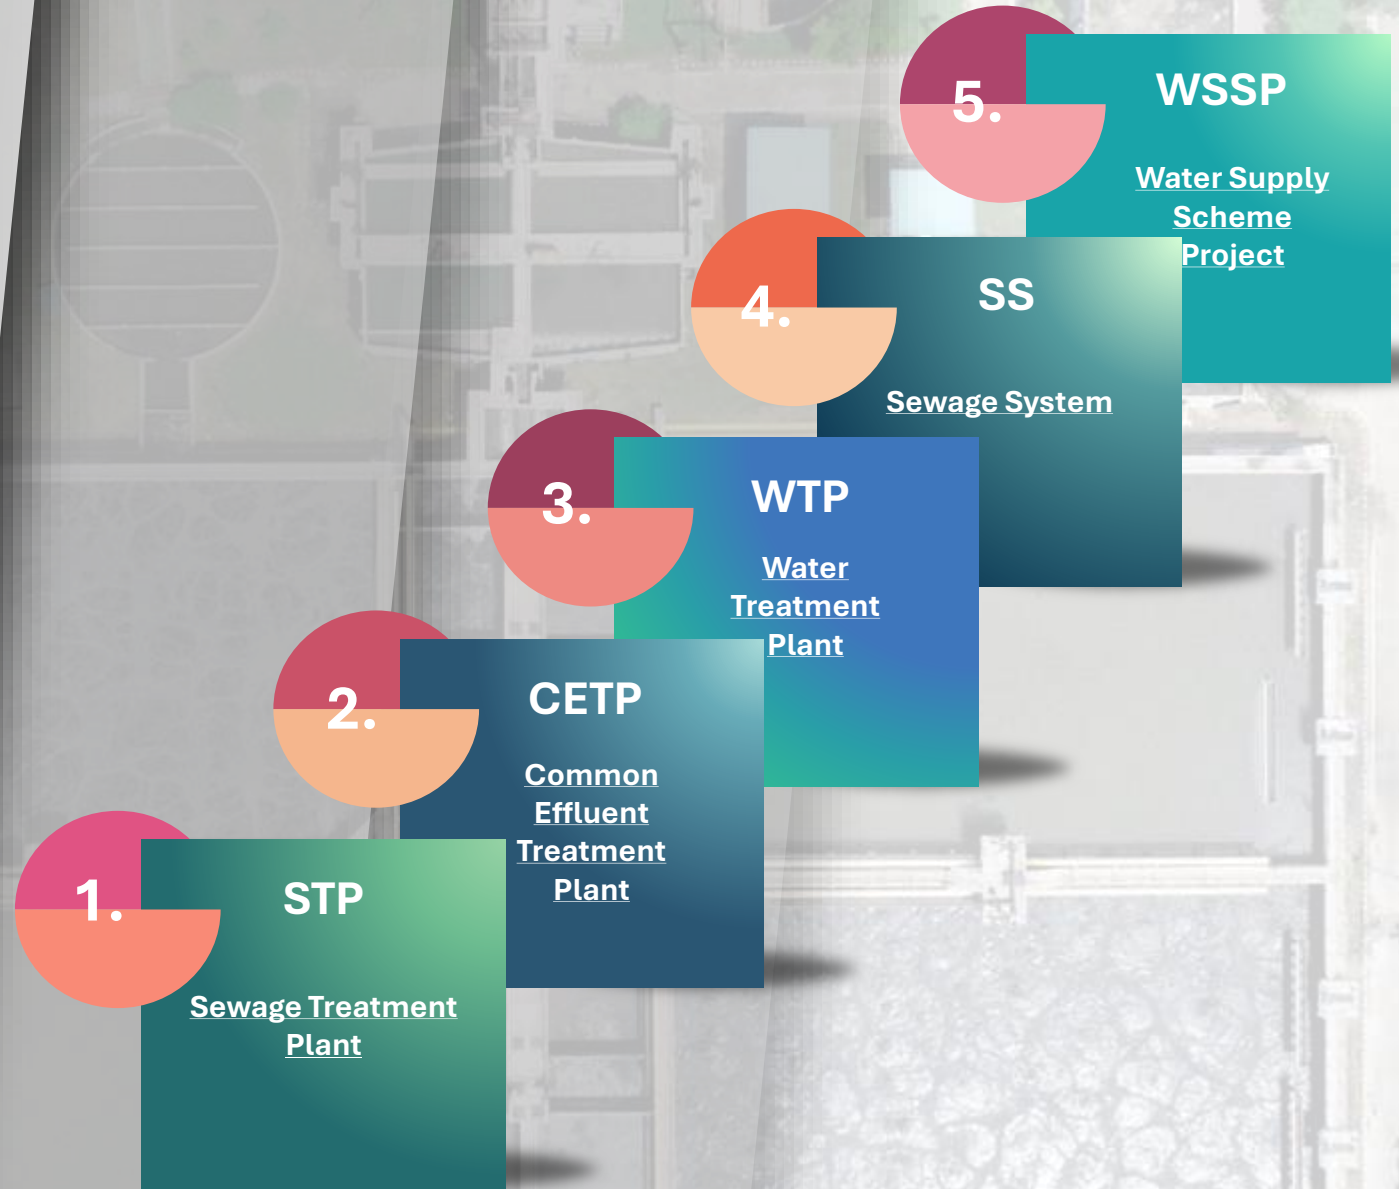 5.
WSSP
Water Supply
Scheme
Project
4.
SS
Sewage System
3.
WTP
Water
Treatment
Plant
2.
CETP
Common
Effluent
Treatment
Plant
1.
STP
Sewage Treatment
Plant